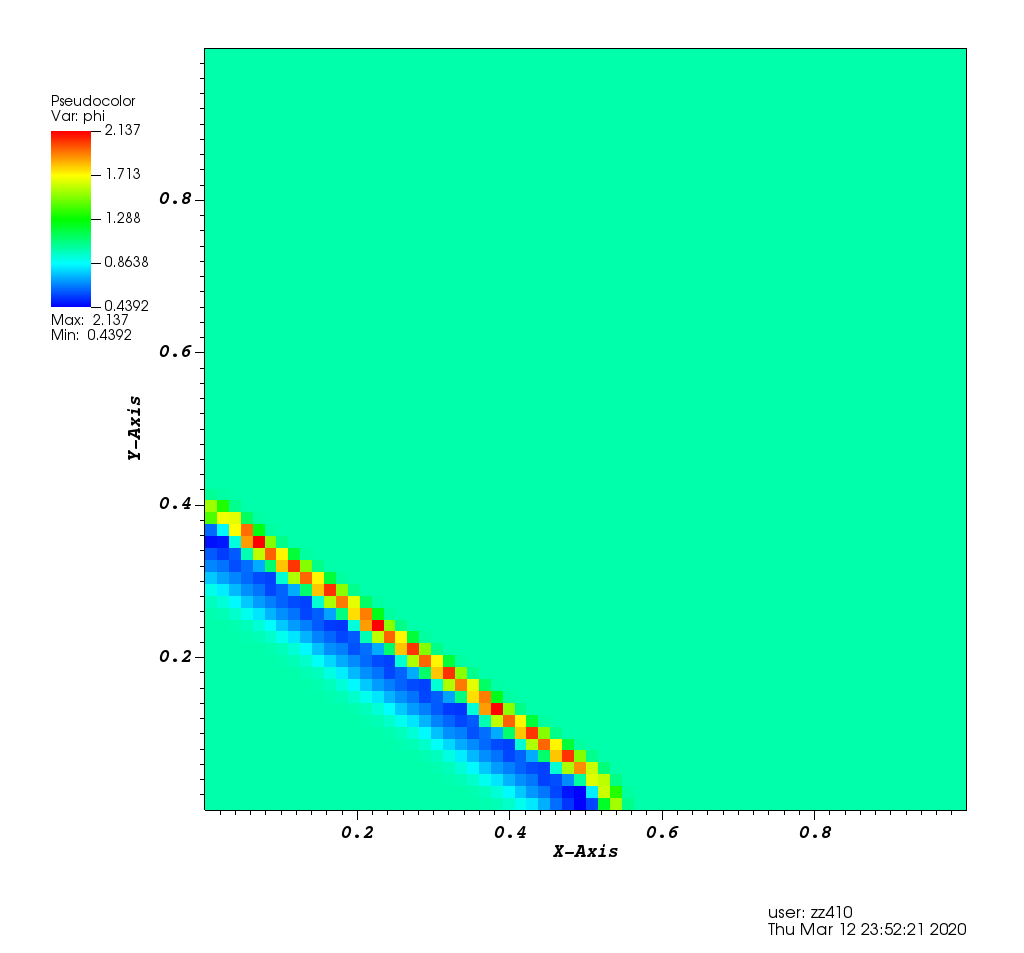 Pseudocolor
Var: phi
2.137
1.713
1.288
0.8638
0.4392
Max: 2.137
Min: 0.4392
0.8
0.6
0.4
0.2
Y-Axis
0.2 0.4 0.6 0.8
X-Axis
user: zz410
Thu Mar 12 23:52:21 2020